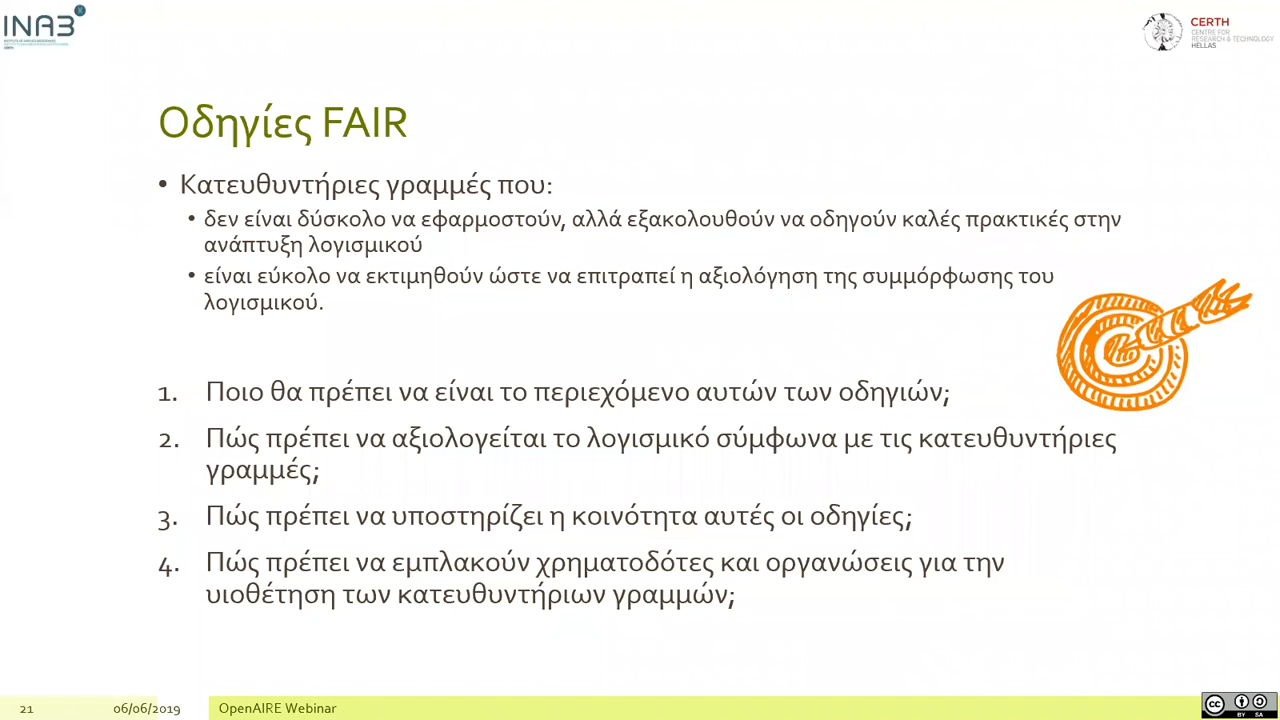 INAB
CERTH
CENTRE FOR
RESEARCH & TECHNOLOGY
HELLAS
Οδηγίες FAIR
• Κατευθυντήριες γραμμές που:
• δεν είναι δύσκολο να εφαρμοστούν, αλλά εξακολουθούν να οδηγούν καλές πρακτικές στην
ανάπτυξη λογισμικού
• είναι εύκολο να εκτιμηθούν ώστε να επιτραπεί η αξιολόγηση της συμμόρφωσης του
λογισμικού.
1. Ποιο θα πρέπει να είναι το περιεχόμενο αυτών των οδηγιών;
2. Πώς πρέπει να αξιολογείται το λογισμικό σύμφωνα με τις κατευθυντήριες
γραμμές;
3. Πώς πρέπει να υποστηρίζει η κοινότητα αυτές οι οδηγίες;
4. Πώς πρέπει να εμπλακούν χρηματοδότες και οργανώσεις για την
υιοθέτηση των κατευθυντήριων γραμμών;
21 06/06/2019 OpenAIRE Webinar
cc BY SA